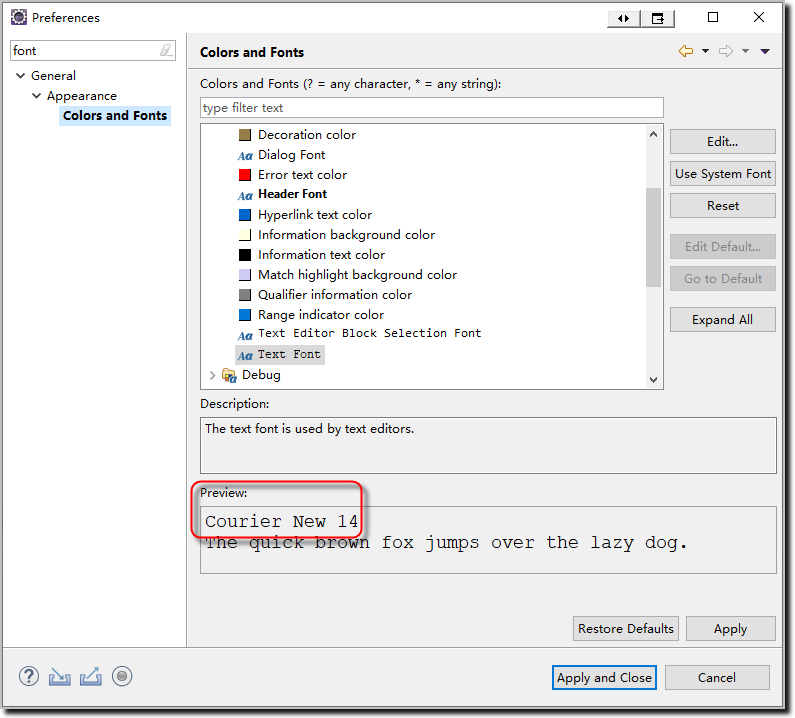 Preferences
font
General
Appearance
Colors and Fonts
Colors and Fonts
Colors and Fonts (? = any character, * = any string):
type filter text
Decoration color
Dialog Font
Error text color
Header Font
Hyperlink text color
Information background color
Information text color
Match highlight background color
Qualifier information color
Range indicator color
Text Editor Block Selection Font
Text Font
Debug
Edit...
Use System Font
Reset
Edit Default...
Go to Default
Expand All
Description:
The text font is used by text editors.
Preview:
Courier New 14
The quick brown fox jumps over the lazy dog.
Restore Defaults
Apply
Apply and Close
Cancel